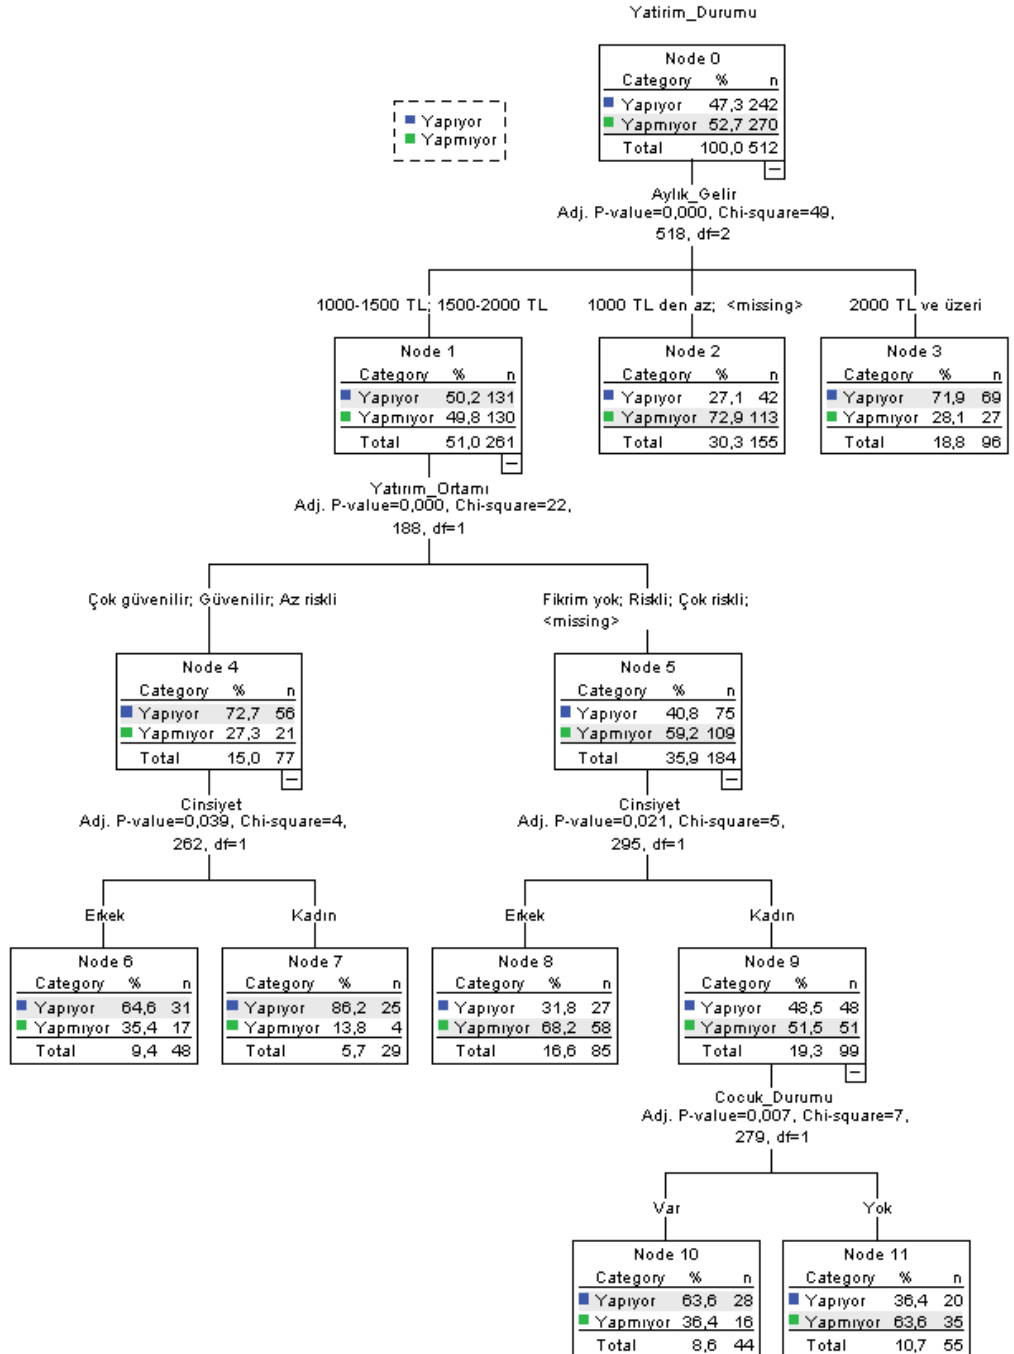 Yatirim_Durumu
Node 0
Category % n
Yapıyor 47,3 242
Yapmıyor 52,7 270
Total 100,0 512
Yapıyor
Yapmıyor
Aylık_Gelir
Adj. P-value=0,000, Chi-square=49,
518, df=2
1000-1500 TL; 1500-2000 TL
1000 TL den az; <missing>
2000 TL ve üzeri
Node 1
Category % n
Yapıyor 50,2 131
Yapmıyor 49,8 130
Total 51,0 261
Node 2
Category % n
Yapıyor 27,1 42
Yapmıyor 72,9 113
Total 30,3 155
Node 3
Category % n
Yapıyor 71,9 69
Yapmıyor 28,1 27
Total 18,8 96
Yatırım_Ortamı
Adj. P-value=0,000, Chi-square=22,
188, df=1
Çok güvenilir; Güvenilir; Az riskli
Fikrim yok; Riskli; Çok riskli;
<missing>
Node 4
Category % n
Yapıyor 72,7 56
Yapmıyor 27,3 21
Total 15,0 77
Node 5
Category % n
Yapıyor 40,8 75
Yapmıyor 59,2 109
Total 35,9 184
Cinsiyet
Adj. P-value=0,039, Chi-square=4,
262, df=1
Cinsiyet
Adj. P-value=0,021, Chi-square=5,
295, df=1
Erkek
Kadın
Erkek
Kadın
Node 6
Category % n
Yapıyor 64,6 31
Yapmıyor 35,4 17
Total 9,4 48
Node 7
Category % n
Yapıyor 86,2 25
Yapmıyor 13,8 4
Total 5,7 29
Node 8
Category % n
Yapıyor 31,8 27
Yapmıyor 68,2 58
Total 16,6 85
Node 9
Category % n
Yapıyor 48,5 48
Yapmıyor 51,5 51
Total 19,3 99
Cocuk_Durumu
Adj. P-value=0,007, Chi-square=7,
279, df=1
Var
Yok
Node 10
Category % n
Yapıyor 63,6 28
Yapmıyor 36,4 16
Total 8,6 44
Node 11
Category % n
Yapıyor 36,4 20
Yapmıyor 63,6 35
Total 10,7 55